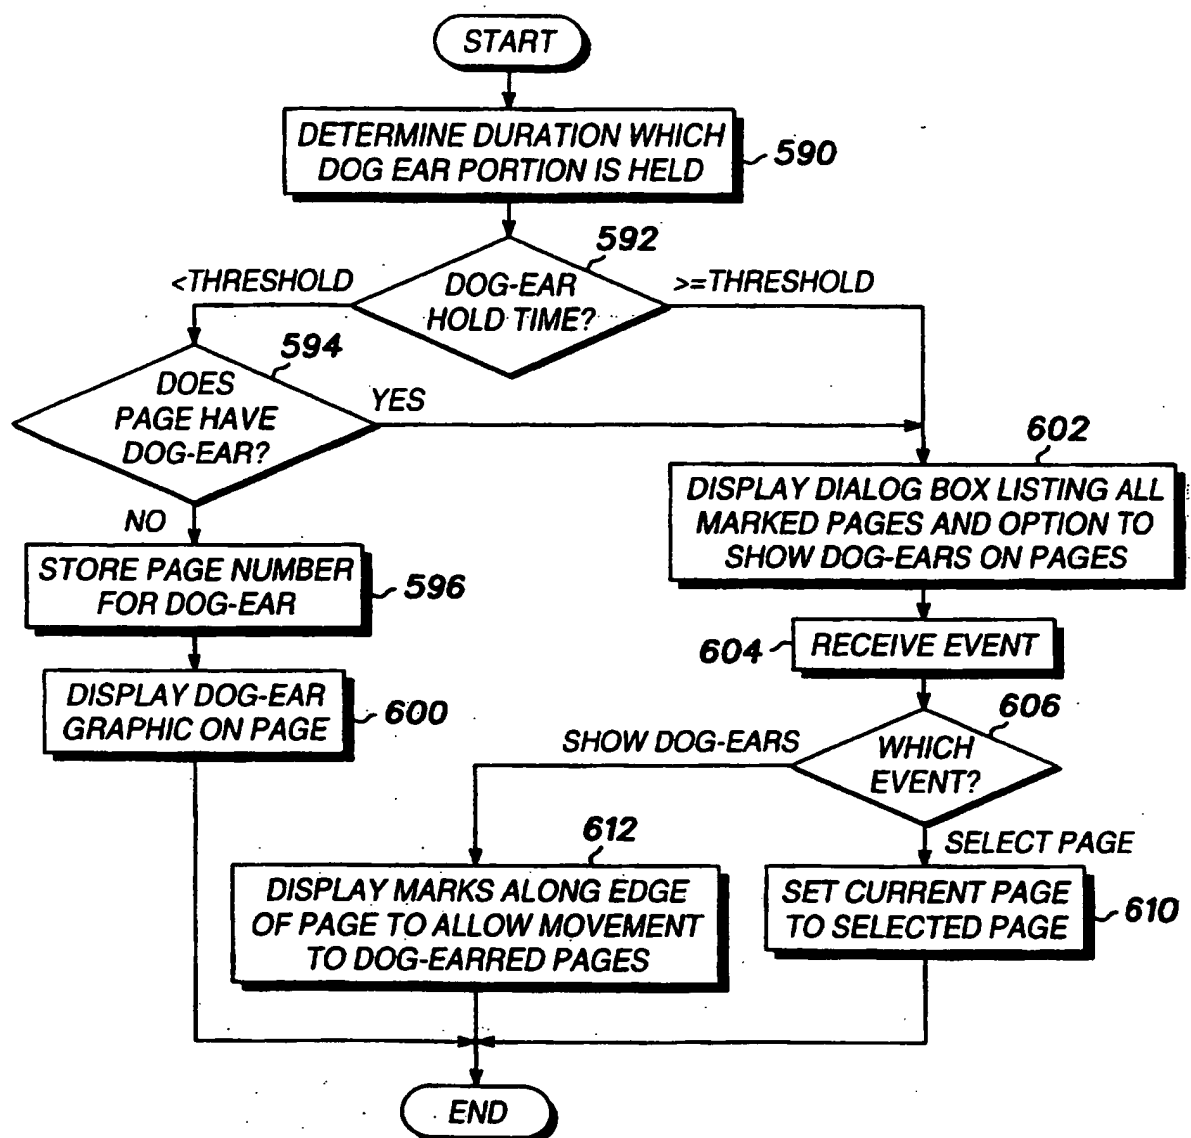 START
DETERMINE DURATION WHICH
DOG EAR PORTION IS HELD
590
592
<THRESHOLD
DOG-EAR
HOLD TIME?
>=THRESHOLD
594
DOES
PAGE HAVE
DOG-EAR?
YES
602
DISPLAY DIALOG BOX LISTING ALL
MARKED PAGES AND OPTION TO
SHOW DOG-EARS ON PAGES
NO
STORE PAGE NUMBER
FOR DOG-EAR
596
604
RECEIVE EVENT
DISPLAY DOG-EAR
GRAPHIC ON PAGE
600
606
SHOW DOG-EARS
WHICH
EVENT?
612
SELECT PAGE
DISPLAY MARKS ALONG EDGE
OF PAGE TO ALLOW MOVEMENT
TO DOG-EARRED PAGES
SET CURRENT PAGE
TO SELECTED PAGE
610
END